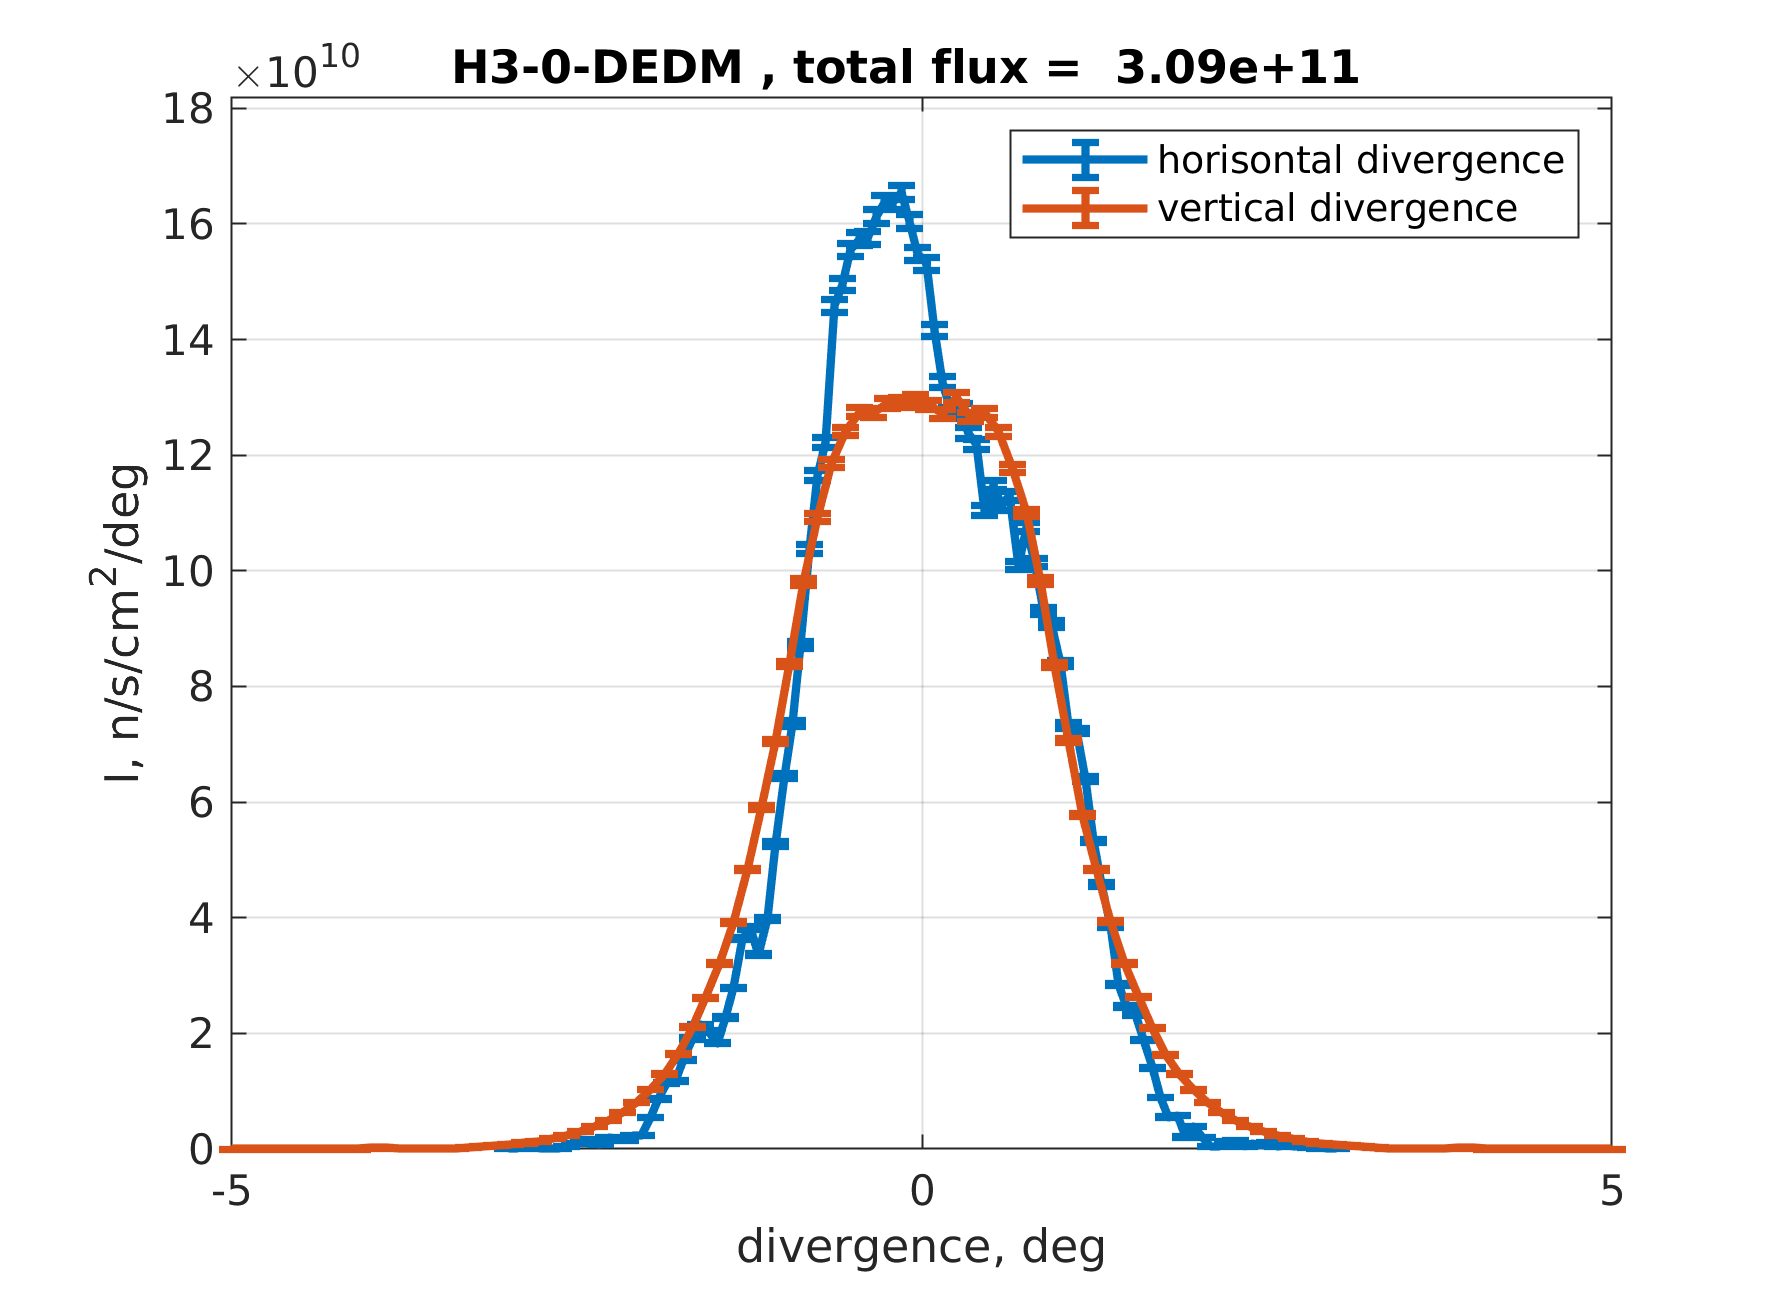 ×10^10
H3-0-DEDM , total flux = 3.09e+11
horisontal divergence
vertical divergence
18
16
14
12
10
8
6
4
2
0
I, n/s/cm^2/deg
-5
0
5
divergence, deg